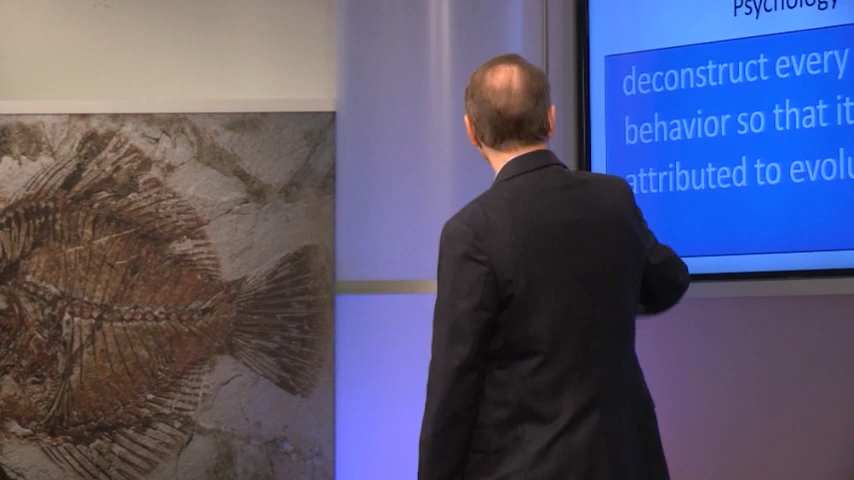 Psychology
deconstruct every
behavior so that it
attributed to evolu